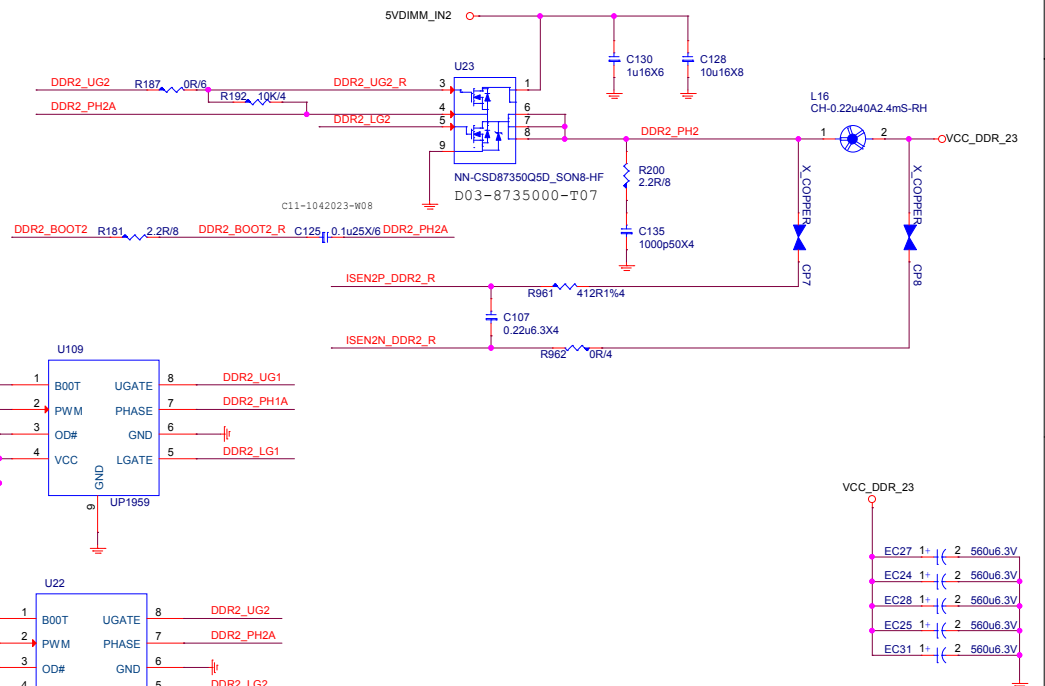 5VDIMM_IN2
C130
1u16X6
C128
10u16X8
U23
DDR2_UG2 R187 0R/6 DDR2_UG2_R 3 1
R192 10K/4
DDR2_PH2A 4 6
DDR2_LG2 5 7
8 DDR2_PH2
9
L16
CH-0.22u40A2.4mS-RH
1 2 VCC_DDR_23
NN-CSD87350Q5D_SON8-HF
D03-8735000-T07
R200
2.2R/8
X_COPPER
X_COPPER
C11-1042023-W08
DDR2_BOOT2 R181 2.2R/8 DDR2_BOOT2_R C125 0.1u25X/6 DDR2_PH2A
C135
1000p50X4
CP7
CP8
ISEN2P_DDR2_R
R961 412R1%4
C107
0.22u6.3X4
ISEN2N_DDR2_R
R962 0R/4
U109
1 B00T UGATE 8 DDR2_UG1
2 PWM PHASE 7 DDR2_PH1A
3 OD# GND 6
4 VCC LGATE 5 DDR2_LG1
GND
9 UP1959
VCC_DDR_23
EC27 1+ 2 560u6.3V
EC24 1+ 2 560u6.3V
EC28 1+ 2 560u6.3V
EC25 1+ 2 560u6.3V
EC31 1+ 2 560u6.3V
U22
1 B00T UGATE 8 DDR2_UG2
2 PWM PHASE 7 DDR2_PH2A
3 OD# GND 6
4 5 DDR2_LG2